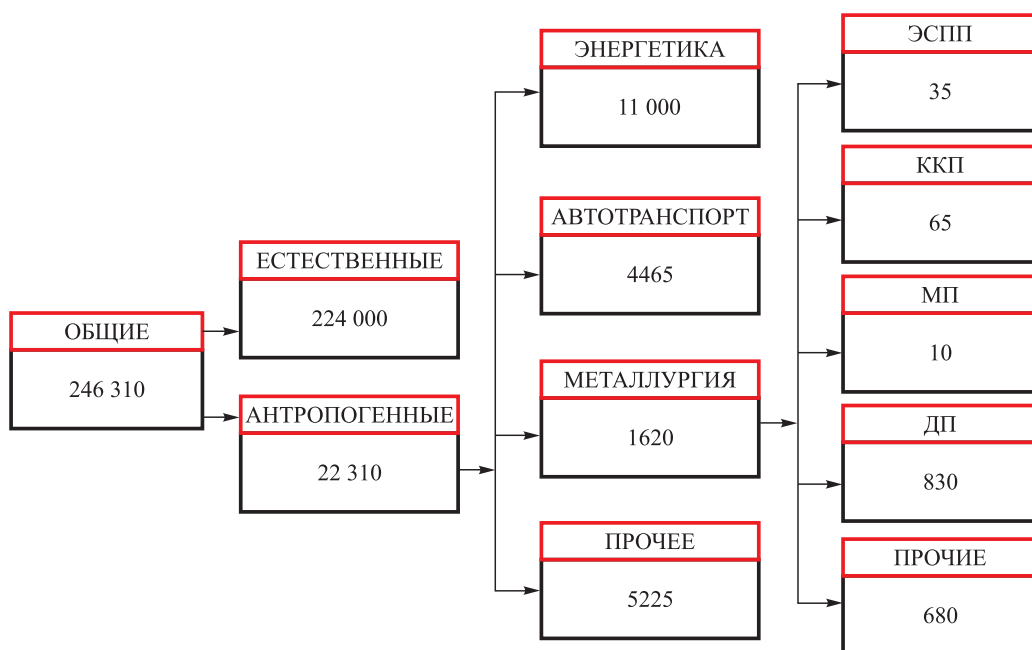 ОБЩИЕ
246 310
ЕСТЕСТВЕННЫЕ
224 000
АНТРОПОГЕННЫЕ
22 310
ЭНЕРГЕТИКА
11 000
АВТОТРАНСПОРТ
4465
МЕТАЛЛУРГИЯ
1620
ПРОЧЕЕ
5225
ЭСПП
35
ККП
65
МП
10
ДП
830
ПРОЧИЕ
680